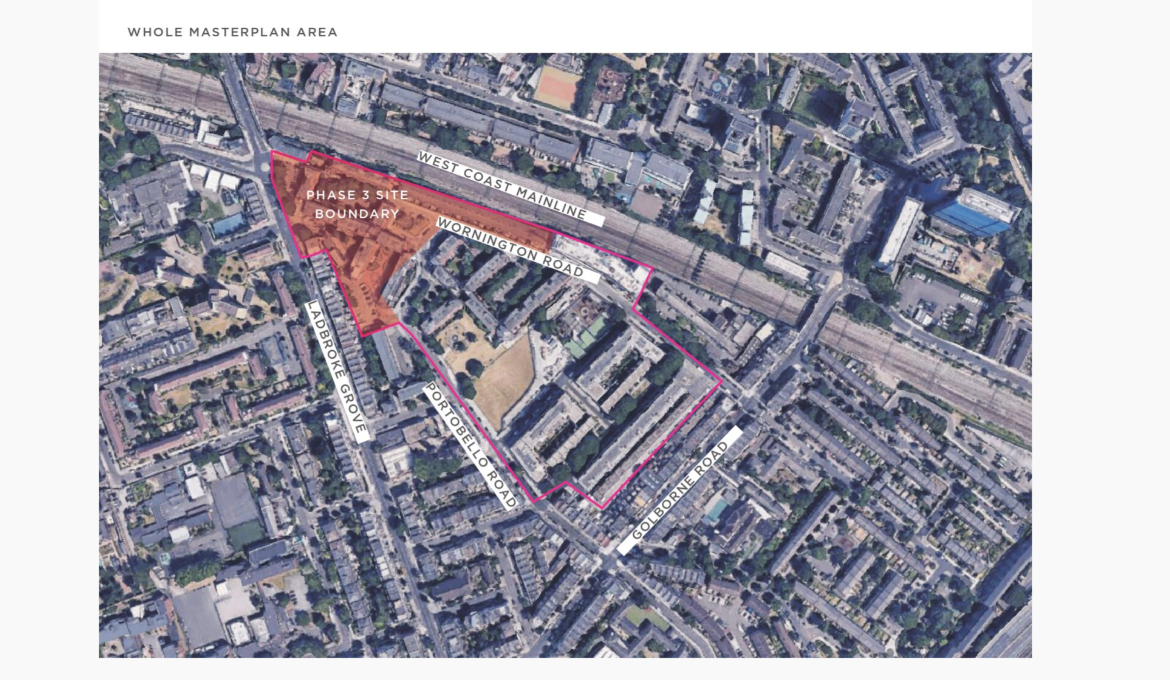 WHOLE MASTERPLAN AREA
WEST COAST MAINLINE
PHASE 3 SITE
BOUNDARY
WORNINGTON ROAD
LADBROKE GROVE
PORTOBELLO ROAD
GOLBORNE ROAD